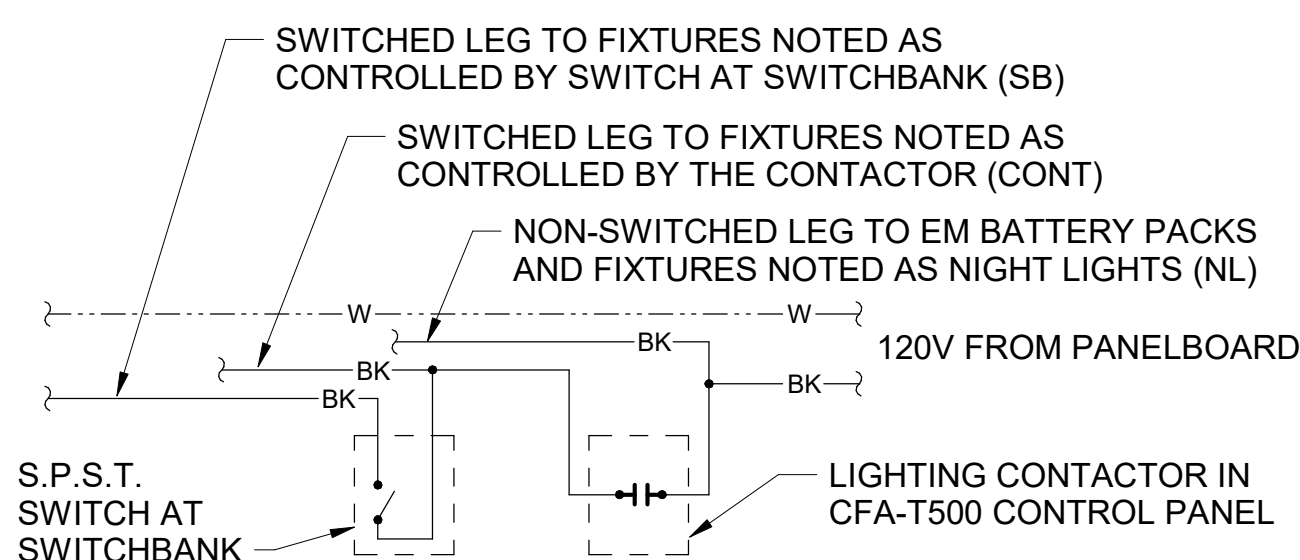 SWITCHED LEG TO FIXTURES NOTED AS
CONTROLLED BY SWITCH AT SWITCHBANK (SB)
SWITCHED LEG TO FIXTURES NOTED AS
CONTROLLED BY THE CONTACTOR (CONT)
NON-SWITCHED LEG TO EM BATTERY PACKS
AND FIXTURES NOTED AS NIGHT LIGHTS (NL)
W
W
BK
120V FROM PANELBOARD
BK
BK
BK
S.P.S.T.
SWITCH AT
SWITCHBANK
LIGHTING CONTACTOR IN
CFA-T500 CONTROL PANEL